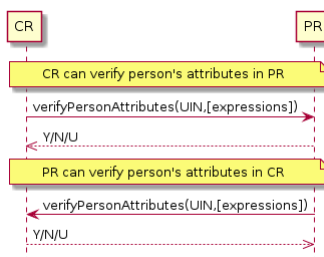 CR PR
CR can verify person's attributes in PR
verifyPersonAttributes(UIN,[expressions])
Y/N/U
PR can verify person's attributes in CR
verifyPersonAttributes(UIN,[expressions])
Y/N/U